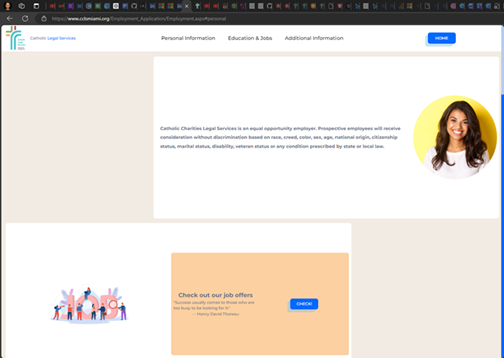 https://www.cclsmiami.org/Employment_Application/Employment.aspx#personal
Catholic Legal Services
Personal Information
Education & Jobs
Additional Information
HOME
Catholic Charities Legal Services is an equal opportunity employer. Prospective employees will receive
consideration without discrimination based on race, creed, color, sex, age, national origin, citizenship
status, marital status, disability, veteran status or any condition prescribed by state or local law.
JOB
Check out our job offers
"Success usually comes to those who are
too busy to be looking for it."
— Henry David Thoreau
CHECK!